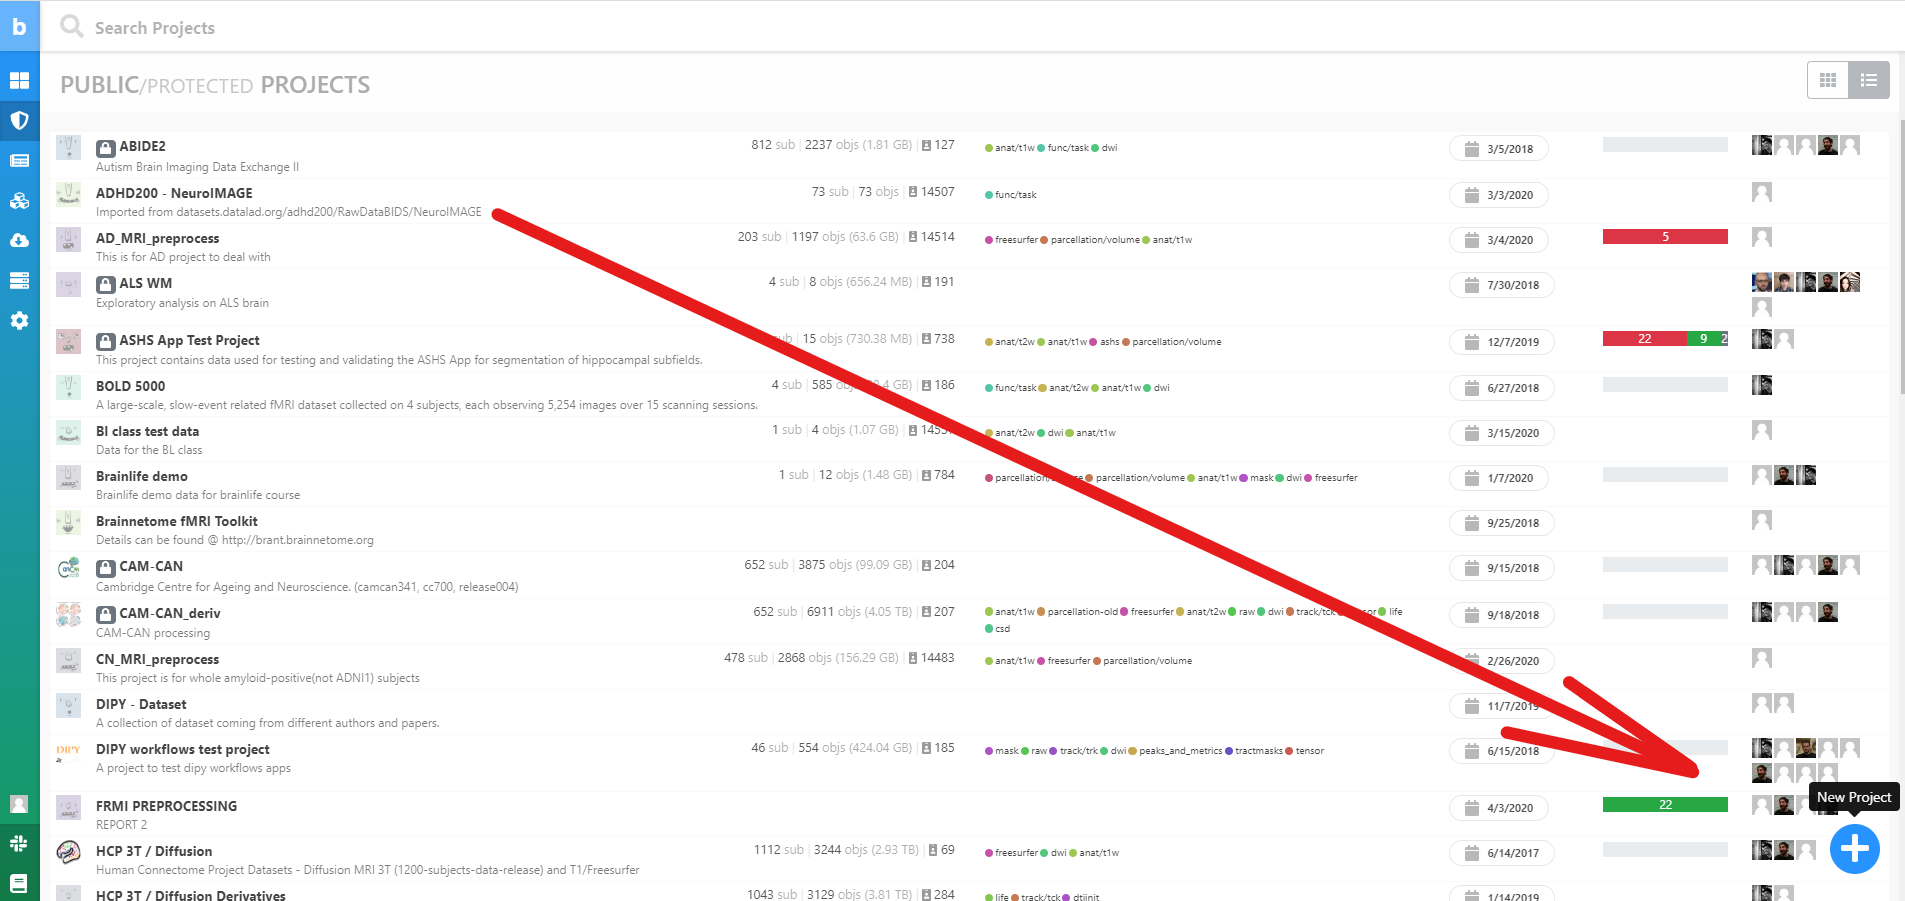 b Search Projects
PUBLIC/PROTECTED PROJECTS
ABIDE2 812 sub | 2237 objs (1.81 GB) | 127 anat/t1w func/task dwi 3/5/2018
Autism Brain Imaging Data Exchange II
ADHD200 - NeuroIMAGE 73 sub | 73 objs | 14507 func/task 3/3/2020
Imported from datasets.datalad.org/adhd200/RawDataBIDS/NeuroIMAGE
AD_MRI_preprocess 203 sub | 1197 objs (63.6 GB) | 14514 freesurfer parcellation/volume anat/t1w 3/4/2020 5
This is for AD project to deal with
ALS WM 4 sub | 8 objs (656.24 MB) | 191 7/30/2018
Exploratory analysis on ALS brain
ASHS App Test Project sub | 15 objs (730.38 MB) | 738 anat/t2w anat/t1w ashs parcellation/volume 12/7/2019 22 9 2
This project contains data used for testing and validating the ASHS App for segmentation of hippocampal subfields.
BOLD 5000 4 sub | 585 GB) | 186 func/task anat/t2w anat/t1w dwi 6/27/2018
A large-scale, slow-event related fMRI dataset collected on 4 subjects, each observing 5,254 images over 15 scanning sessions.
Bl class test data 1 sub | 4 objs (1.07 GB) | anat/t2w dwi anat/t1w 3/15/2020
Data for the BL class
Brainlife demo 1 sub | 12 objs (1.48 GB) | 784 parcellation/ parcellation/volume anat/t1w mask dwi freesurfer 1/7/2020
Brainlife demo data for brainlife course
Brainnetome fMRI Toolkit 9/25/2018
Details can be found @ http://brant.brainnetome.org
CAM-CAN 652 sub | 3875 objs (99.09 GB) | 204 9/15/2018
Cambridge Centre for Ageing and Neuroscience. (camcan341, cc700, release004)
CAM-CAN_deriv 652 sub | 6911 objs (4.05 TB) | 207 anat/t1w parcellation-old freesurfer anat/t2w raw dwi track/tck life 9/18/2018
CAM-CAN processing csd
CN_MRI_preprocess 478 sub | 2868 objs (156.29 GB) | 14483 anat/t1w freesurfer parcellation/volume 2/26/2020
This project is for whole amyloid-positive(not ADNI1) subjects
DIPY - Dataset 11/7/2019
A collection of dataset coming from different authors and papers.
DIPY DIPY workflows test project 46 sub | 554 objs (424.04 GB) | 185 mask raw track/trk dwi peaks_and_metrics tractmasks tensor 6/15/2018
A project to test dipy workflows apps
New Project
FRMI PREPROCESSING 4/3/2020 22
REPORT 2
HCP 3T / Diffusion 1112 sub | 3244 objs (2.93 TB) | 69 freesurfer dwi anat/t1w 6/14/2017
Human Connectome Project Datasets - Diffusion MRI 3T (1200-subjects-data-release) and T1/Freesurfer
HCP 3T / Diffusion Derivatives 1043 sub | 3129 objs (3.81 TB) | 284 life track/tck dtiinit 1/14/2019